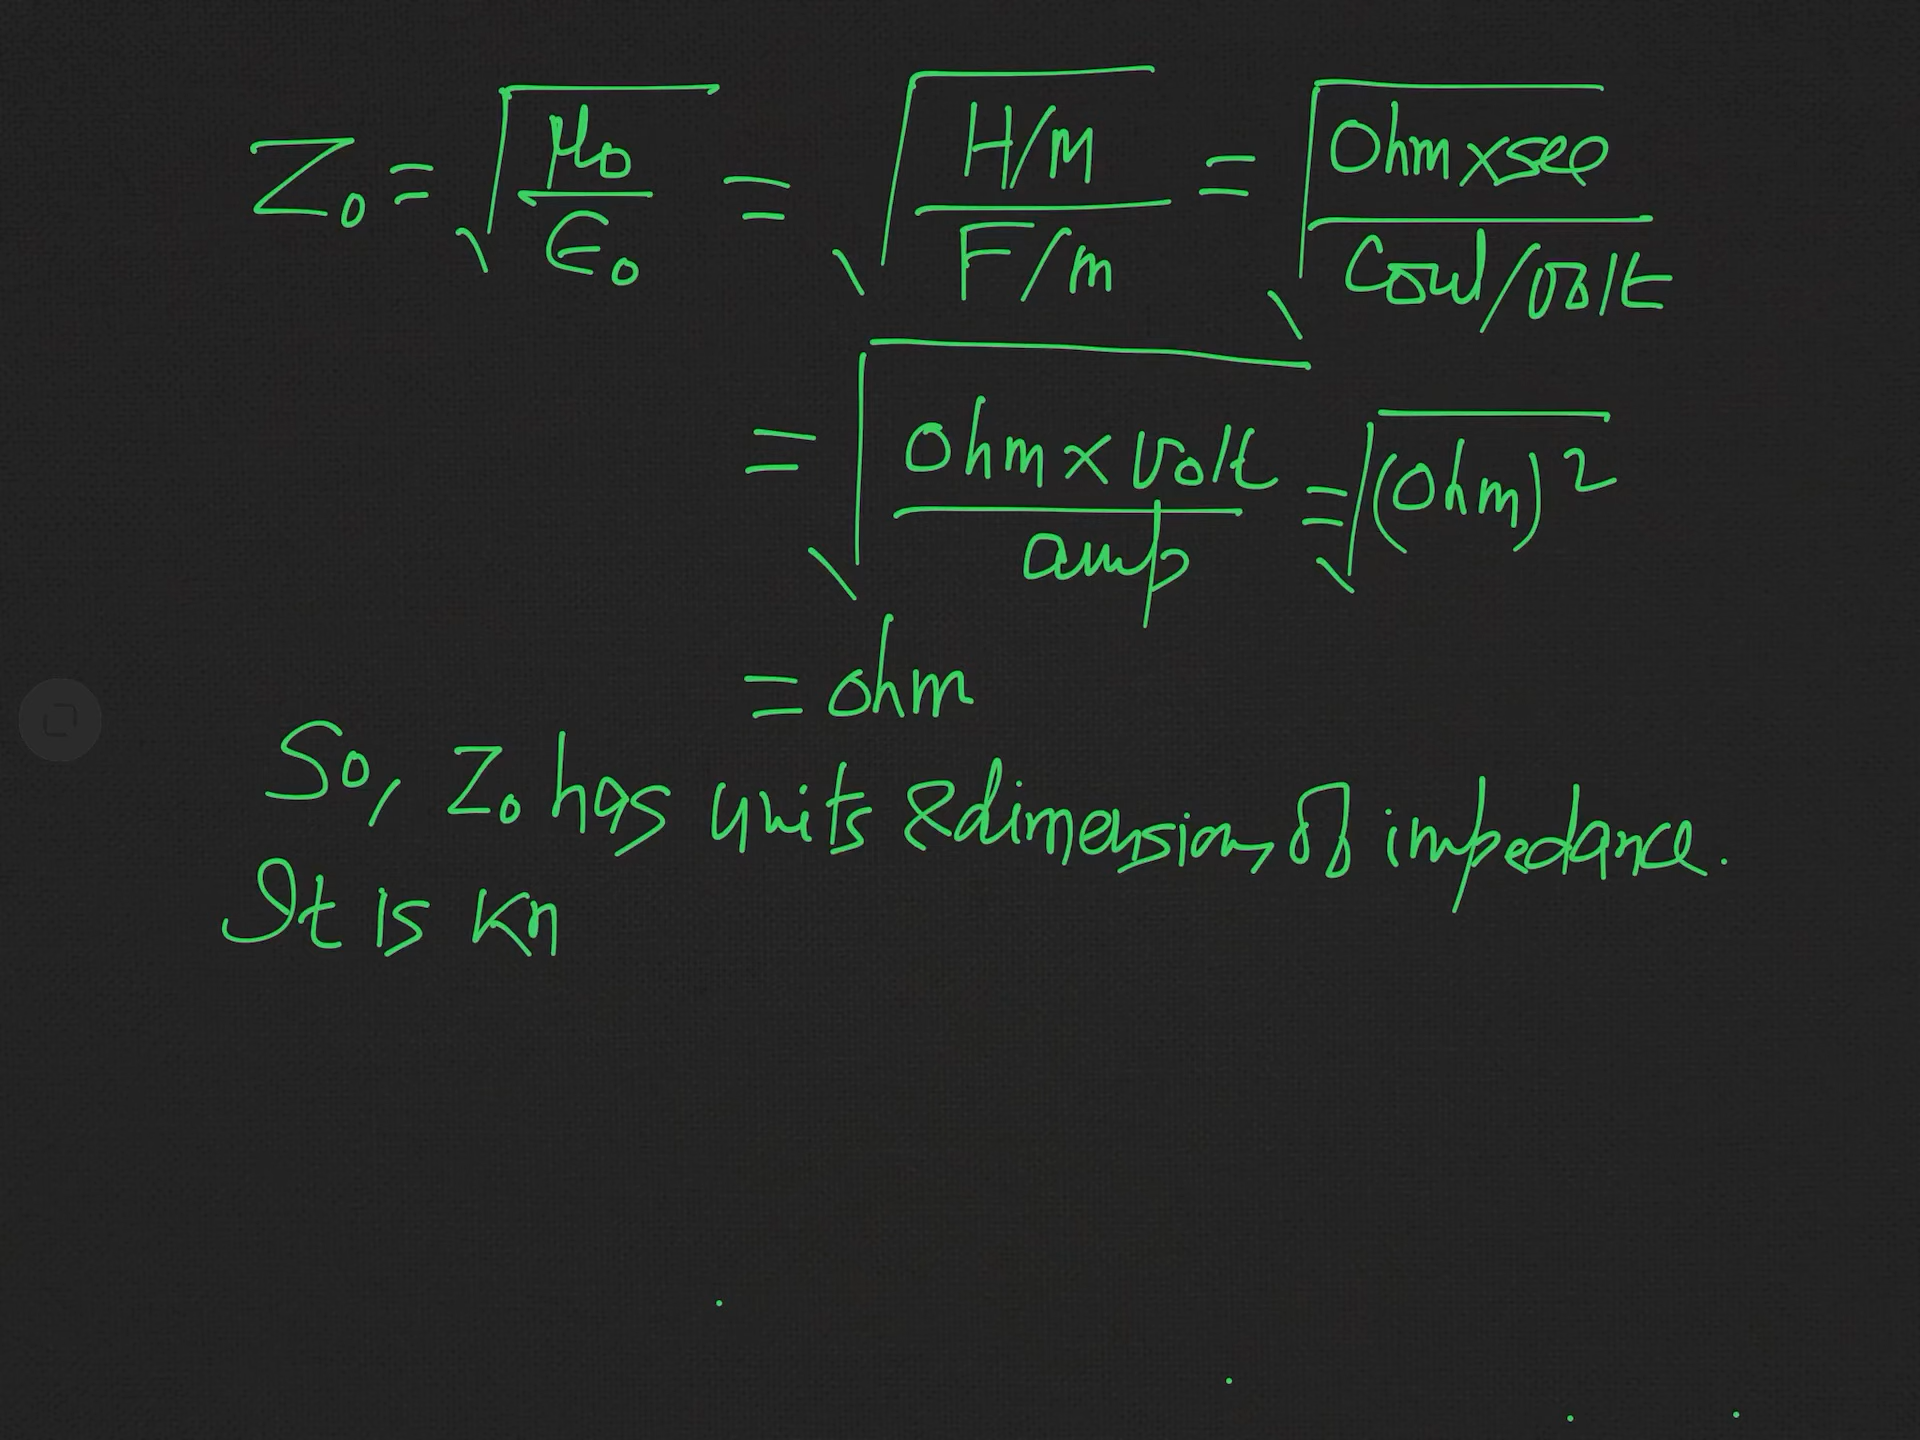 Z₀ = √(μ₀/ϵ₀) = √((H/m)/(F/m)) = √((Ohm × sec)/(Coul/volt))
= √((Ohm × volt)/amp) = √((Ohm)²)
= ohm
So, Z₀ has units & dimensions of impedance.
It is kn